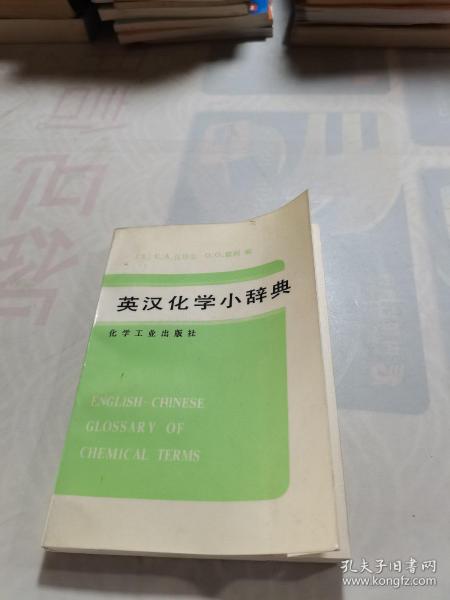 英汉化学小辞典
化学工业出版社
ENGLISH-CHINESE
GLOSSARY OF
CHEMICAL TERMS
孔夫子旧书网
www.kongfz.com